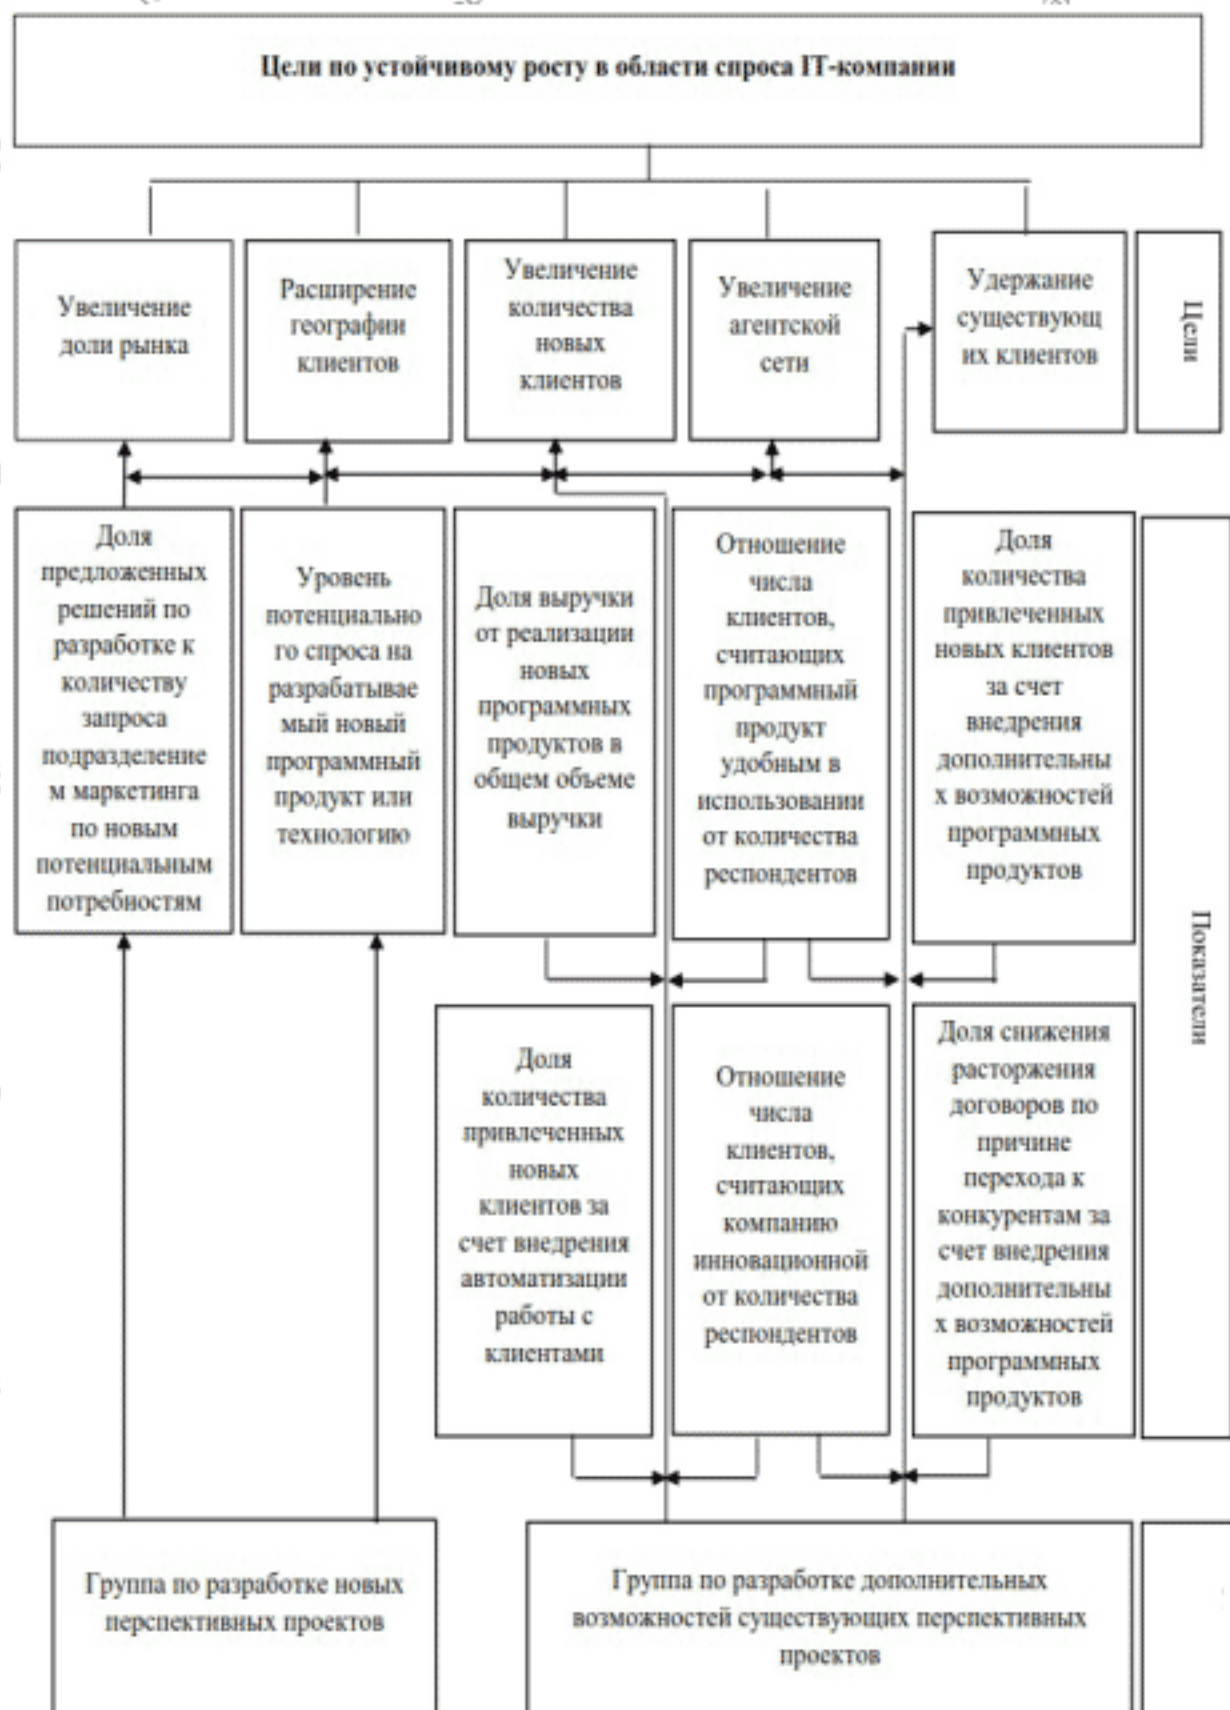 Цели по устойчивому росту в области спроса IT-компании
Увеличение
доли рынка
Расширение
географии
клиентов
Увеличение
количества
новых
клиентов
Увеличение
агентской
сети
Удержание
существующ
их клиентов
Цели
Доля
предложенных
решений по
разработке к
количеству
запроса
подразделение
м маркетинга
по новым
потенциальным
потребностям
Уровень
потенциально
го спроса на
разрабатывае
мый новый
программный
продукт или
технологию
Доля выручки
от реализации
новых
программных
продуктов в
общем объеме
выручки
Отношение
числа
клиентов,
считающих
программный
продукт
удобным в
использовании
от количества
респондентов
Доля
количества
привлеченных
новых клиентов
за счет
внедрения
дополнительны
х возможностей
программных
продуктов
Показатели
Доля
количества
привлеченных
новых
клиентов за
счет внедрения
автоматизации
работы с
клиентами
Отношение
числа
клиентов,
считающих
компанию
инновационной
от количества
респондентов
Доля снижения
расторжения
договоров по
причине
перехода к
конкурентам за
счет внедрения
дополнительны
х возможностей
программных
продуктов
Группа по разработке новых
перспективных проектов
Группа по разработке дополнительных
возможностей существующих перспективных
проектов